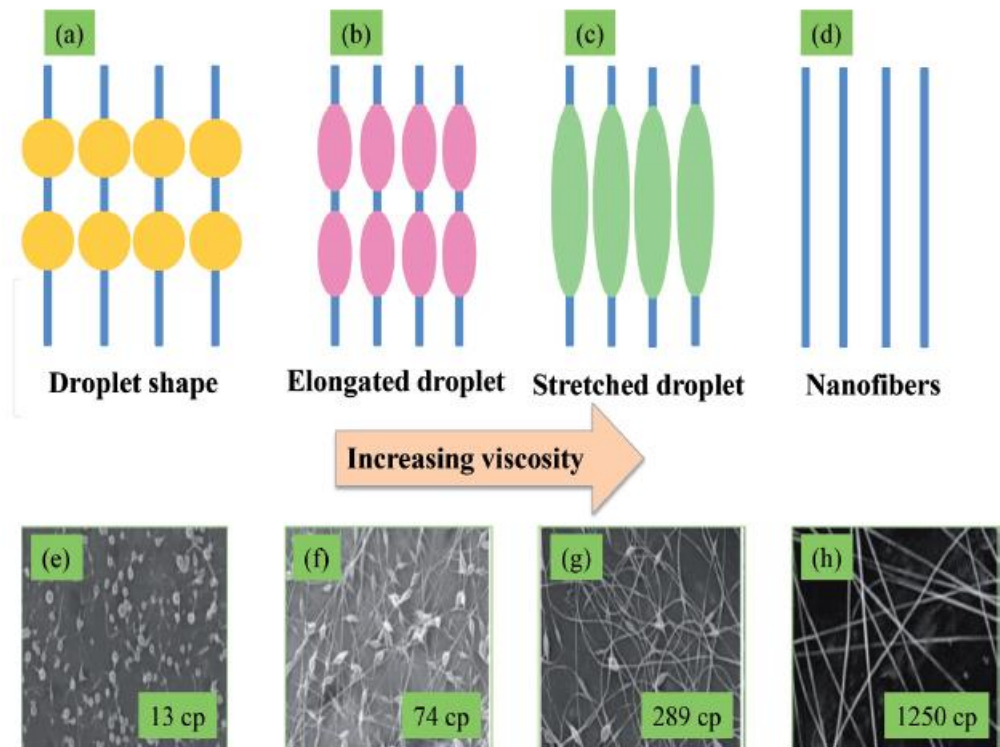 (a)
(b)
(c)
(d)
Droplet shape
Elongated droplet
Stretched droplet
Nanofibers
Increasing viscosity
(e)
(f)
(g)
(h)
13 cp
74 cp
289 cp
1250 cp